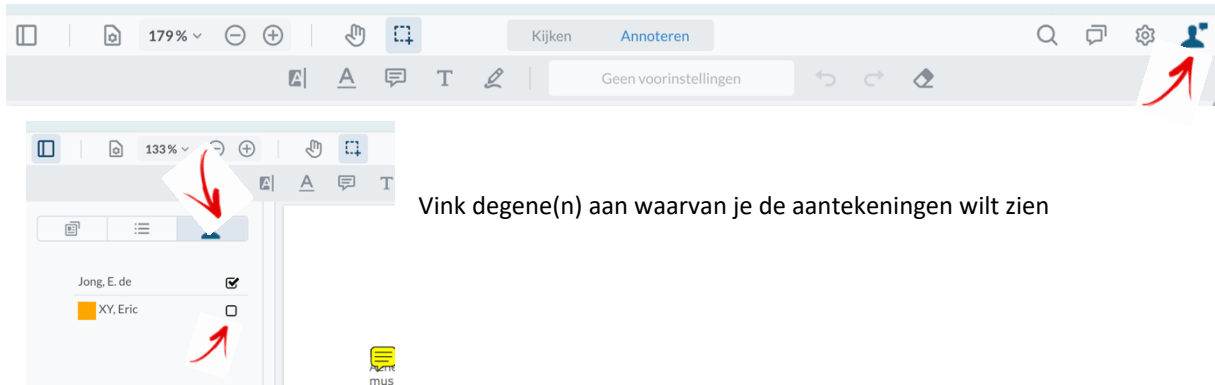 179% Kijken Annoteren
T Geen voorinstellingen
133%
T
Vink degene(n) aan waarvan je de aantekeningen wilt zien
Jong, E. de
XY, Eric
mus